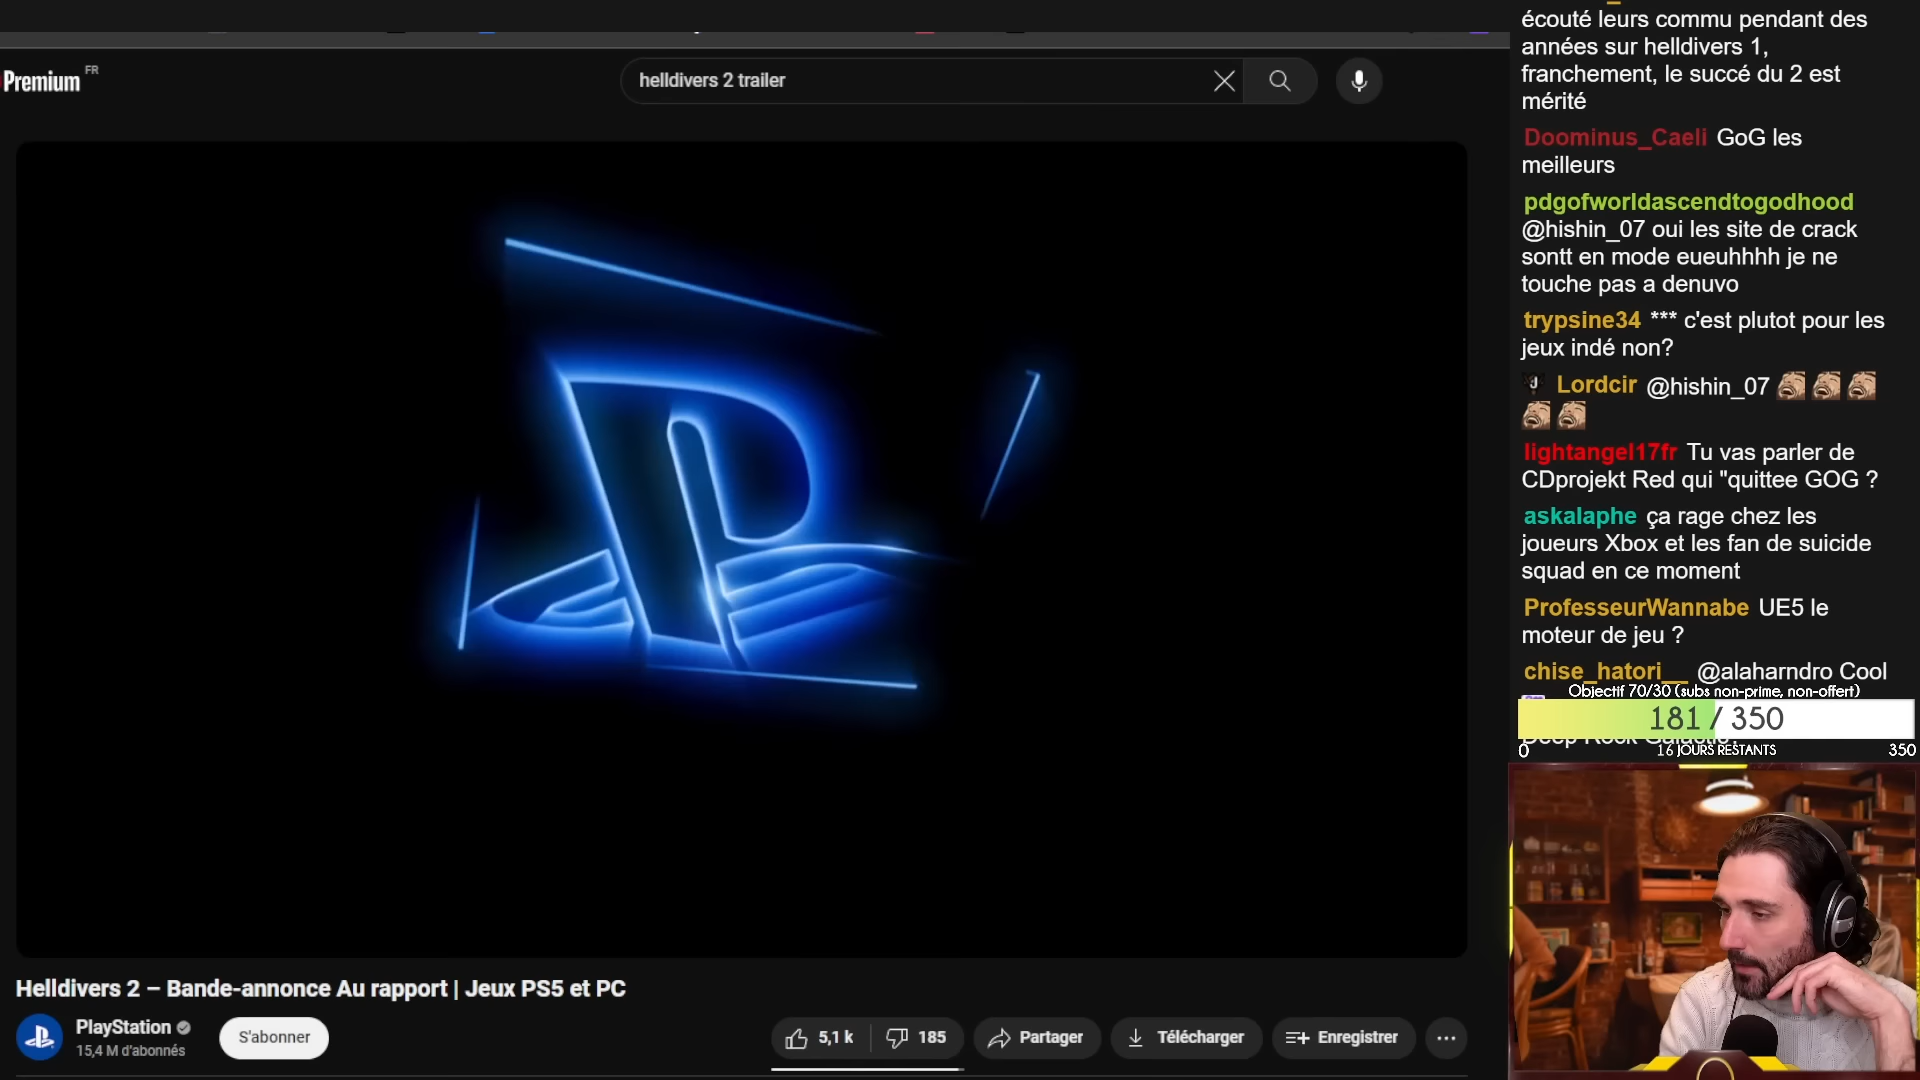 Premium FR
helldivers 2 trailer
Helldivers 2 – Bande-annonce Au rapport | Jeux PS5 et PC
PlayStation
15,4 M d'abonnés
S'abonner
5,1 k
185
Partager
Télécharger
Enregistrer
écouté leurs commu pendant des
années sur helldivers 1,
franchement, le succé du 2 est
mérité
Doominus_Caeli GoG les
meilleurs
pdgofworldascendtogodhood
@hishin_07 oui les site de crack
sontt en mode eueuhhhh je ne
touche pas a denuvo
trypsine34 *** c'est plutot pour les
jeux indé non?
Lordcir @hishin_07
lightangel17fr Tu vas parler de
CDprojekt Red qui "quittee GOG ?
askalaphe ça rage chez les
joueurs Xbox et les fan de suicide
squad en ce moment
ProfesseurWannabe UE5 le
moteur de jeu ?
chise_hatori__ @alaharndro Cool
Objectif 70/30 (subs non-prime, non-offert)
181 / 350
Deep Rock Galactic
0 16 JOURS RESTANTS 350